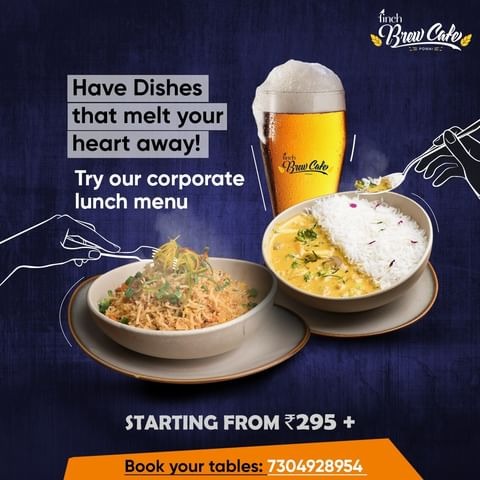 finch
Brew Cafe
POWAI
Have Dishes
that melt your
heart away!
Try our corporate
lunch menu
finch
Brew Cafe
STARTING FROM ₹295 +
Book your tables: 7304928954